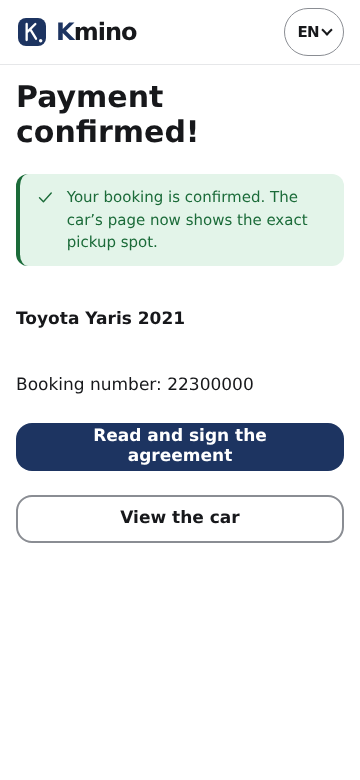 K. Kmino
EN
Payment
confirmed!
Your booking is confirmed. The
car’s page now shows the exact
pickup spot.
Toyota Yaris 2021
Booking number: 22300000
Read and sign the
agreement
View the car